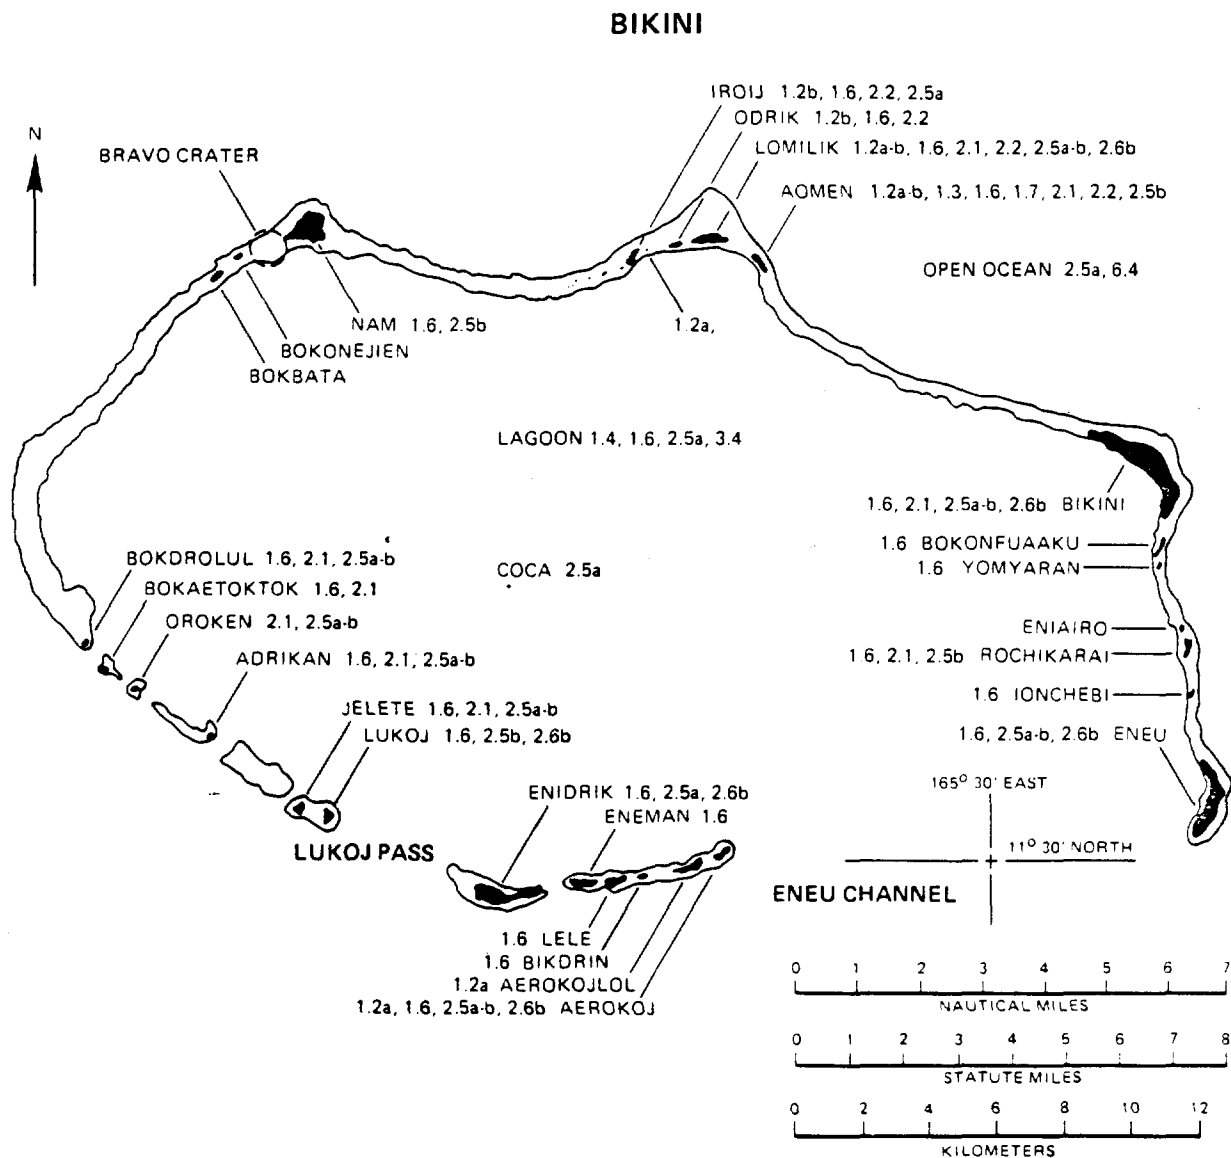 BIKINI
IROIJ 1.2b, 1.6, 2.2, 2.5a
ODRIK 1.2b, 1.6, 2.2
N
BRAVO CRATER
LOMILIK 1.2a-b, 1.6, 2.1, 2.2, 2.5a-b, 2.6b
AOMEN 1.2a-b, 1.3, 1.6, 1.7, 2.1, 2.2, 2.5b
OPEN OCEAN 2.5a, 6.4
NAM 1.6, 2.5b
1.2a,
BOKONEJIEN
BOKBATA
LAGOON 1.4, 1.6, 2.5a, 3.4
1.6, 2.1, 2.5a-b, 2.6b BIKINI
1.6 BOKONFUAAKU
BOKDROLUL 1.6, 2.1, 2.5a-b
COCA 2.5a
1.6 YOMYARAN
BOKAETOKTOK 1.6, 2.1
OROKEN 2.1, 2.5a-b
ENIAIRO
ADRIKAN 1.6, 2.1, 2.5a-b
1.6, 2.1, 2.5b ROCHIKARAI
1.6 IONCHEBI
JELETE 1.6, 2.1, 2.5a-b
LUKOJ 1.6, 2.5b, 2.6b
1.6, 2.5a-b, 2.6b ENEU
165° 30' EAST
ENIDRIK 1.6, 2.5a, 2.6b
ENEMAN 1.6
LUKOJ PASS
11° 30' NORTH
ENEU CHANNEL
1.6 LELE
1.6 BIKDRIN
1.2a AEROKOJLOL
1.2a, 1.6, 2.5a-b, 2.6b AEROKOJ
0 1 2 3 4 5 6 7
NAUTICAL MILES
0 1 2 3 4 5 6 7 8
STATUTE MILES
0 2 4 6 8 10 12
KILOMETERS